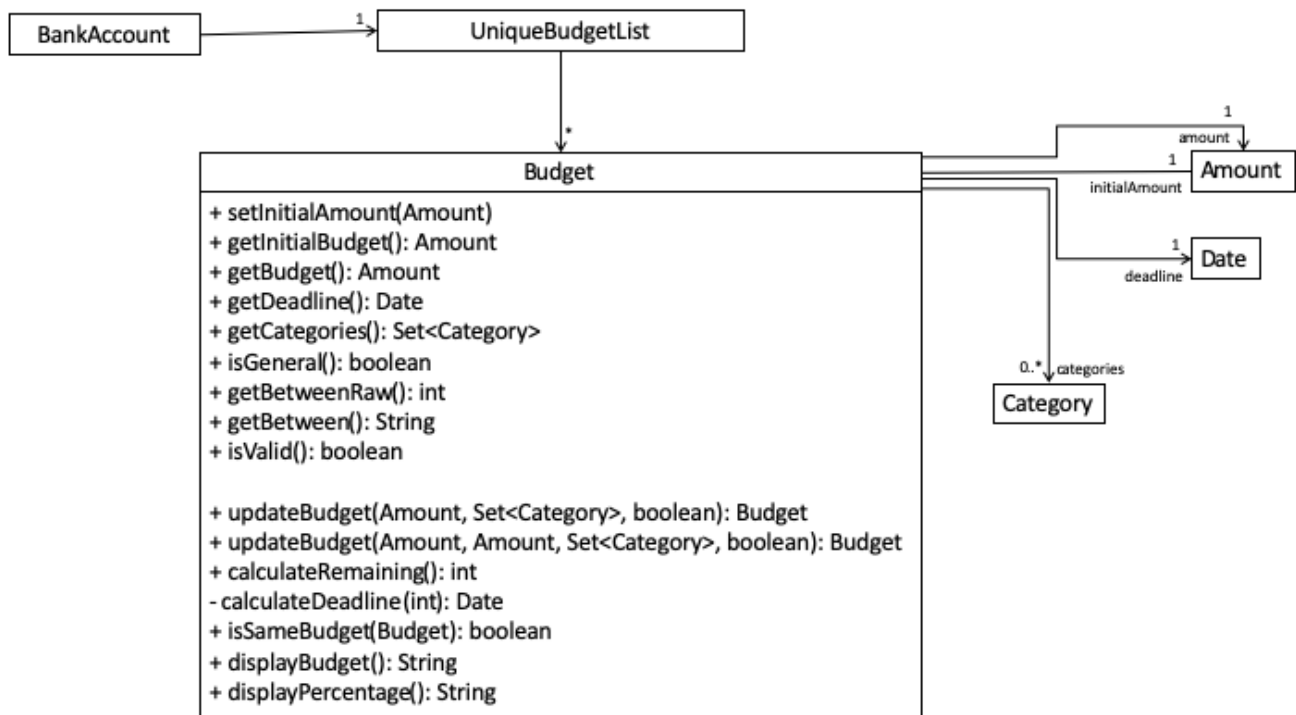 BankAccount
1
UniqueBudgetList
*
Budget
+ setInitialAmount(Amount)
+ getInitialBudget(): Amount
+ getBudget(): Amount
+ getDeadline(): Date
+ getCategories(): Set<Category>
+ isGeneral(): boolean
+ getBetweenRaw(): int
+ getBetween(): String
+ isValid(): boolean
+ updateBudget(Amount, Set<Category>, boolean): Budget
+ updateBudget(Amount, Amount, Set<Category>, boolean): Budget
+ calculateRemaining(): int
- calculateDeadline(int): Date
+ isSameBudget(Budget): boolean
+ displayBudget(): String
+ displayPercentage(): String
1
amount
1
initialAmount
Amount
1
deadline
Date
0..* categories
Category